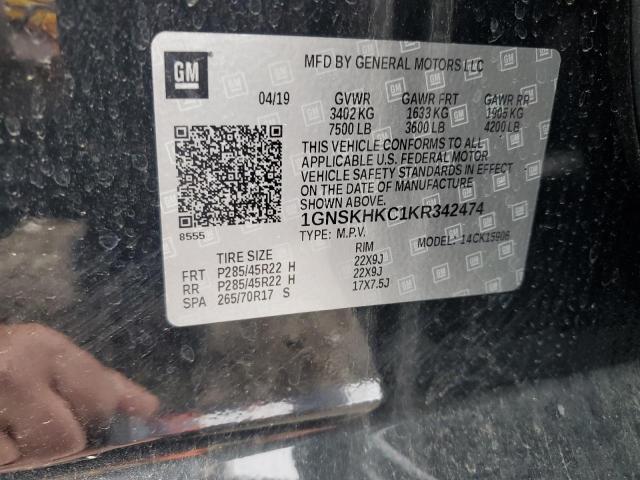 GM
MFD BY GENERAL MOTORS LLC
04/19 GVWR GAWR FRT GAWR RR
3402 KG 1633 KG 1905 KG
7500 LB 3600 LB 4200 LB
THIS VEHICLE CONFORMS TO ALL
APPLICABLE U.S. FEDERAL MOTOR
VEHICLE SAFETY STANDARDS IN
EFFECT ON THE DATE OF MANUFACTURE
SHOWN ABOVE.
8555
1GNSKHKC1KR342474
TYPE: M.P.V. MODEL: 14CK15906
TIRE SIZE RIM
FRT P285/45R22 H 22X9J
RR P285/45R22 H 22X9J
SPA 265/70R17 S 17X7.5J